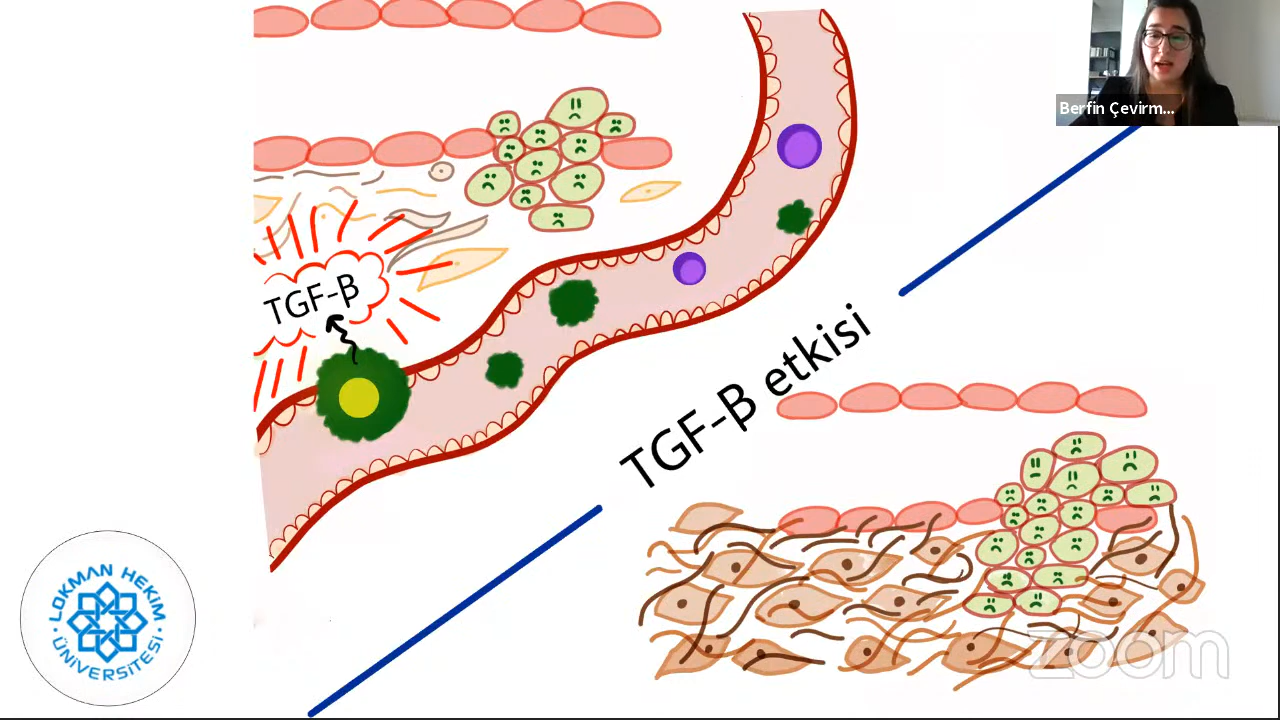 Berfin Çevirm...
TGF-β
TGF-β etkisi
LOKMAN HEKİM
ÜNİVERSİTESİ
zoom